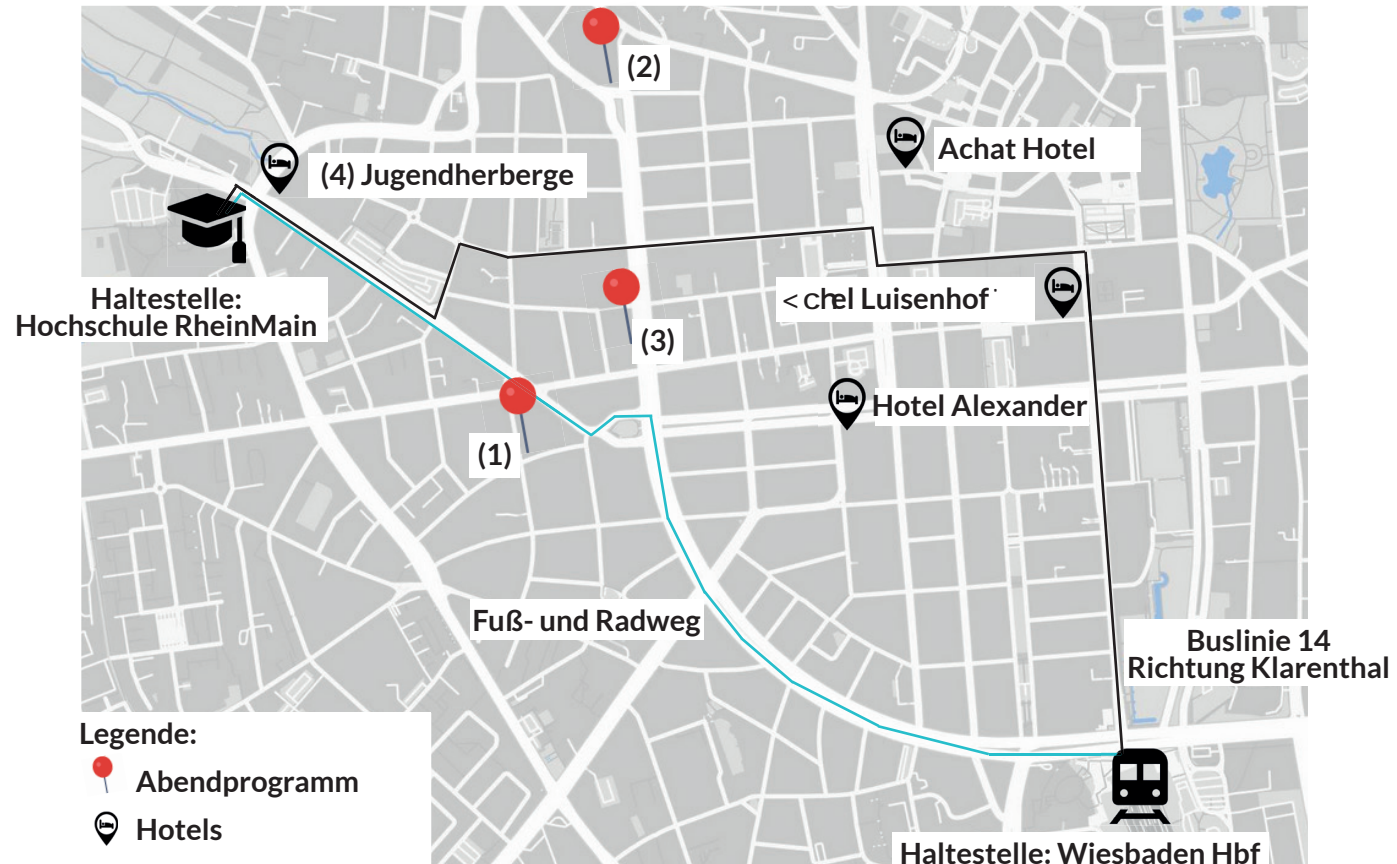 (2)
Achat Hotel
(4) Jugendherberge
Haltestelle:
Hochschule RheinMain
Luisenhof
(3)
Hotel Alexander
(1)
Fuß- und Radweg
Buslinie 14
Richtung Klarenthal
Legende:
Abendprogramm
Hotels
Haltestelle: Wiesbaden Hbf